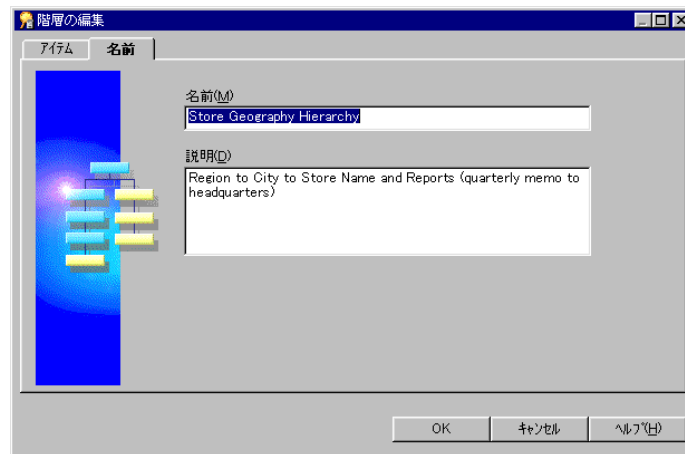 階層の編集
アイテム 名前
名前(M)
Store Geography Hierarchy
説明(D)
Region to City to Store Name and Reports (quarterly memo to
headquarters)
OK キャンセル ヘルプ(H)